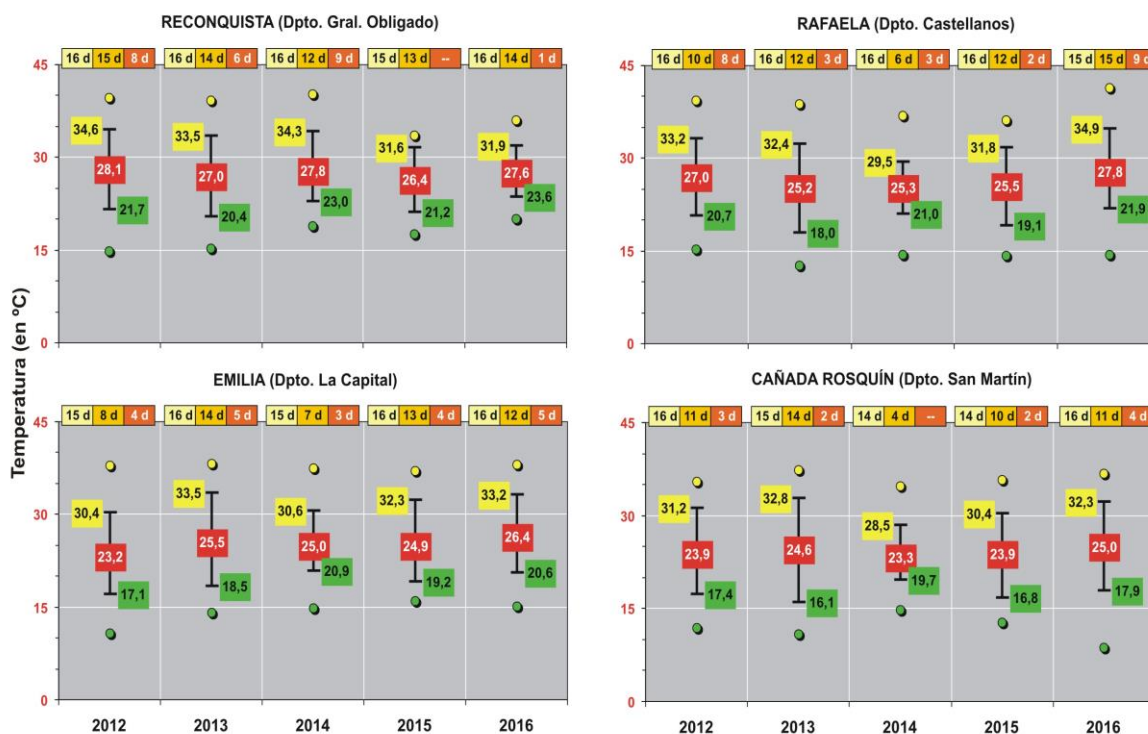 RECONQUISTA (Dpto. Gral. Obligado)
16 d 15 d 8 d 16 d 14 d 6 d 16 d 12 d 9 d 15 d 13 d -- 16 d 14 d 1 d
45
30
15
0
34,6 33,5 34,3 31,6 31,9
28,1 27,0 27,8 26,4 27,6
21,7 20,4 23,0 21,2 23,6
RAFAELA (Dpto. Castellanos)
16 d 10 d 8 d 16 d 12 d 3 d 16 d 6 d 3 d 16 d 12 d 2 d 15 d 15 d 9 d
45
30
15
0
33,2 32,4 29,5 31,8 34,9
27,0 25,2 25,3 25,5 27,8
20,7 18,0 21,0 19,1 21,9
Temperatura (en ºC)
EMILIA (Dpto. La Capital)
15 d 8 d 4 d 16 d 14 d 5 d 15 d 7 d 3 d 16 d 13 d 4 d 16 d 12 d 5 d
45
30
15
0
30,4 33,5 30,6 32,3 33,2
23,2 25,5 25,0 24,9 26,4
17,1 18,5 20,9 19,2 20,6
2012 2013 2014 2015 2016
CAÑADA ROSQUÍN (Dpto. San Martín)
16 d 11 d 3 d 15 d 14 d 2 d 14 d 4 d -- 14 d 10 d 2 d 16 d 11 d 4 d
45
30
15
0
31,2 32,8 28,5 30,4 32,3
23,9 24,6 23,3 23,9 25,0
17,4 16,1 19,7 16,8 17,9
2012 2013 2014 2015 2016